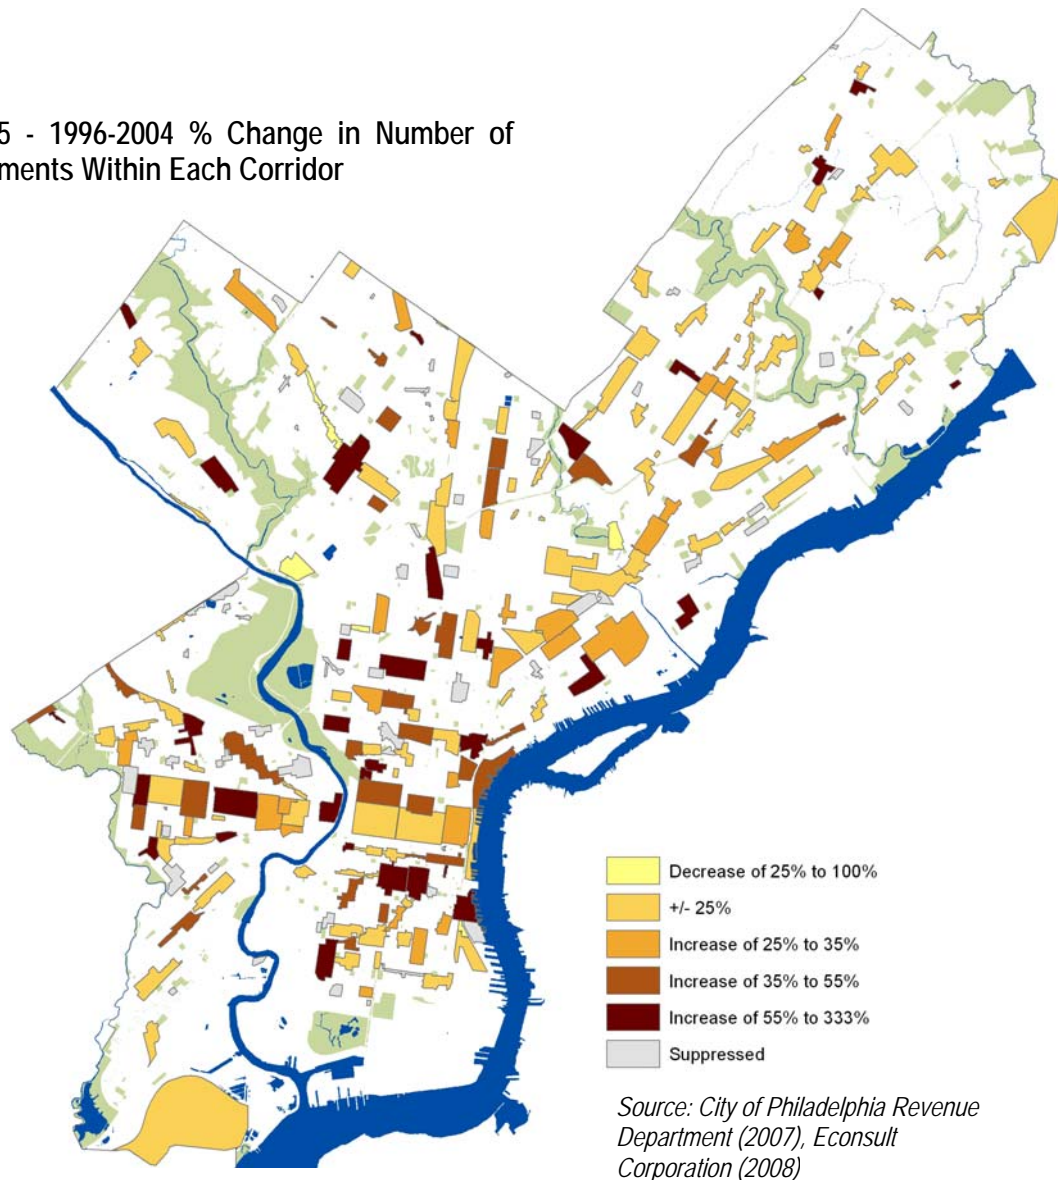 5 - 1996-2004 % Change in Number of
ments Within Each Corridor
Decrease of 25% to 100%
+/- 25%
Increase of 25% to 35%
Increase of 35% to 55%
Increase of 55% to 333%
Suppressed
Source: City of Philadelphia Revenue
Department (2007), Econsult
Corporation (2008)